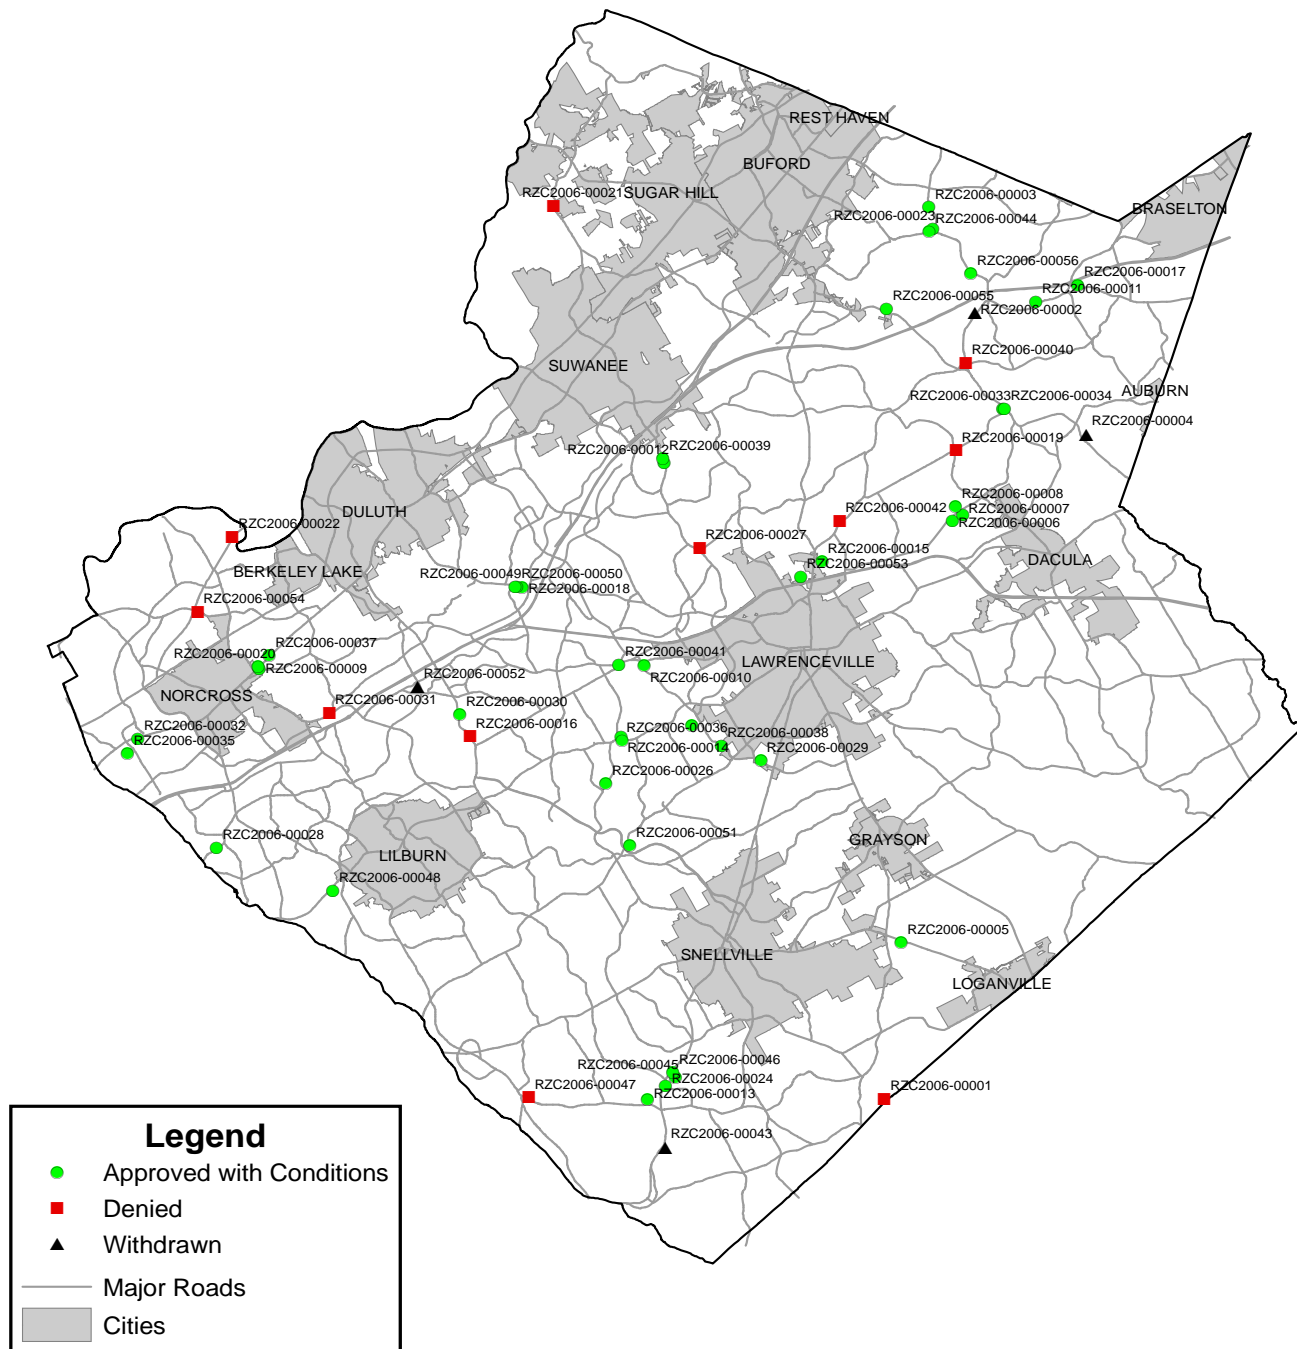 REST HAVEN
BUFORD
RZC2006-00021
SUGAR HILL
RZC2006-00003
BRASELTON
RZC2006-00023
RZC2006-00044
RZC2006-00056
RZC2006-00017
RZC2006-00011
RZC2006-00055
RZC2006-00002
RZC2006-00040
SUWANEE
AUBURN
RZC2006-00033
RZC2006-00034
RZC2006-00004
RZC2006-00019
RZC2006-00012
RZC2006-00039
RZC2006-00008
RZC2006-00042
RZC2006-00007
DULUTH
RZC2006-00006
RZC2006-00022
RZC2006-00027
RZC2006-00015
DACULA
BERKELEY LAKE
RZC2006-00049
RZC2006-00050
RZC2006-00053
RZC2006-00018
RZC2006-00054
RZC2006-00037
RZC2006-00020
RZC2006-00041
LAWRENCEVILLE
RZC2006-00009
RZC2006-00052
RZC2006-00010
NORCROSS
RZC2006-00031
RZC2006-00030
RZC2006-00032
RZC2006-00016
RZC2006-00036
RZC2006-00038
RZC2006-00035
RZC2006-00014
RZC2006-00029
RZC2006-00026
RZC2006-00028
RZC2006-00051
GRAYSON
LILBURN
RZC2006-00048
RZC2006-00005
SNELLVILLE
LOGANVILLE
RZC2006-00045
RZC2006-00046
RZC2006-00024
RZC2006-00047
RZC2006-00013
RZC2006-00001
RZC2006-00043
Legend
Approved with Conditions
Denied
Withdrawn
Major Roads
Cities